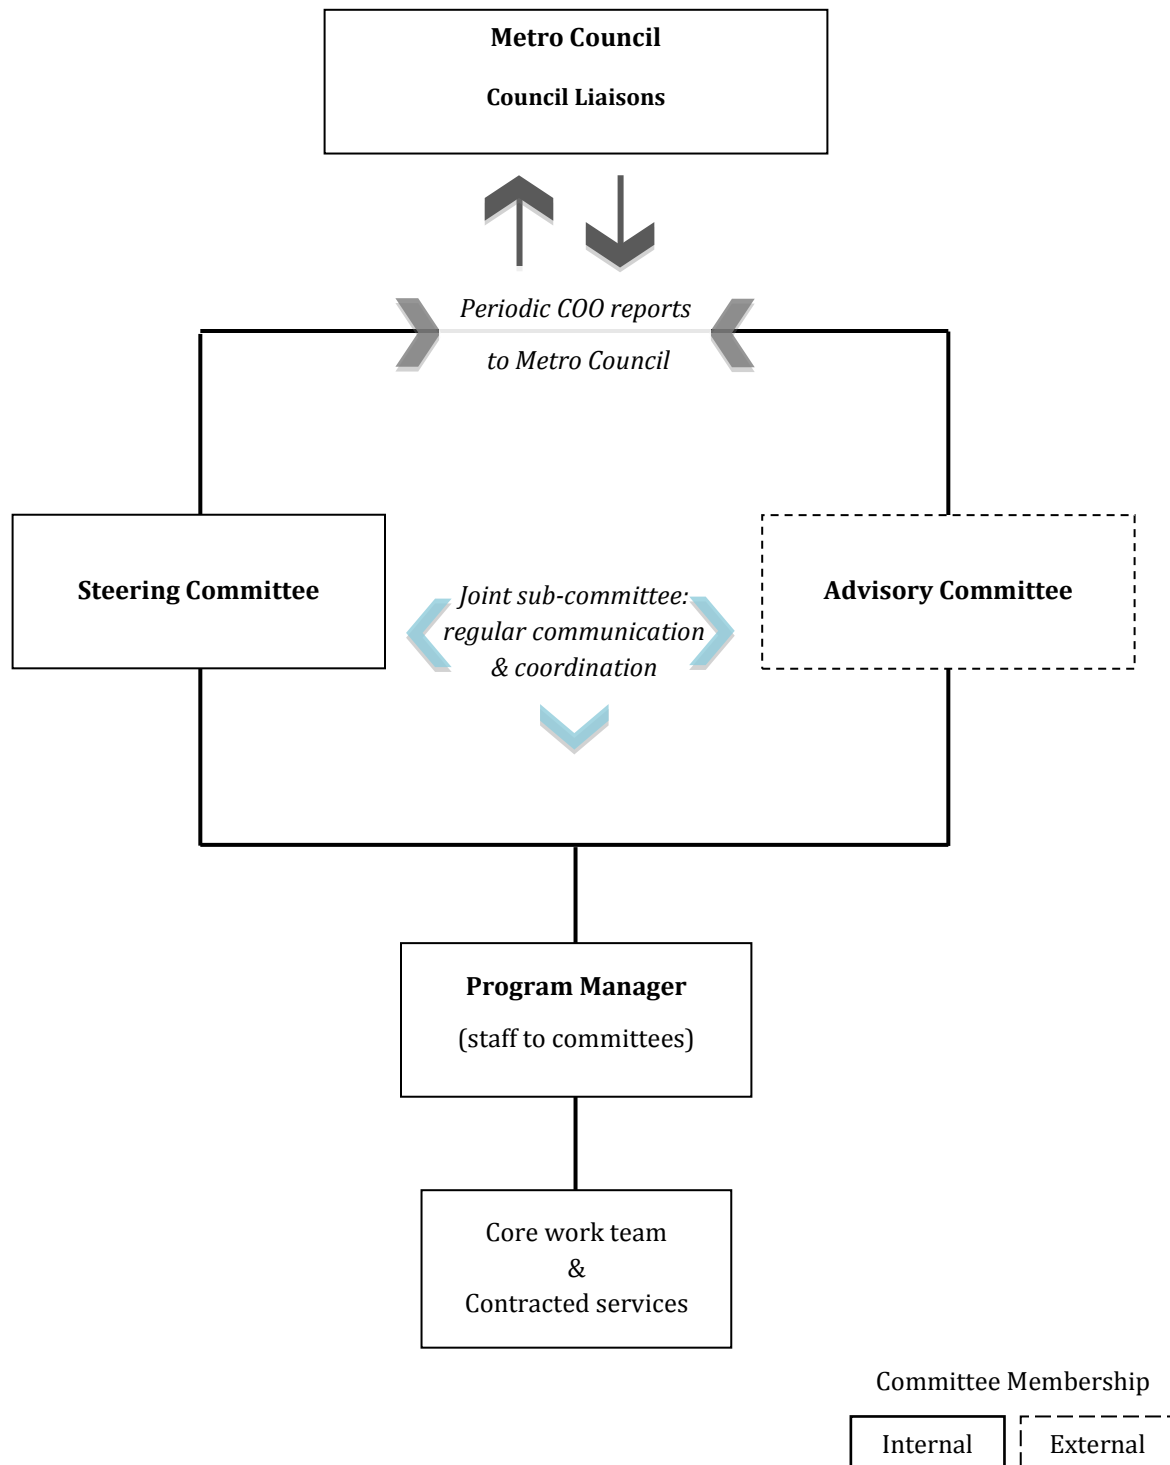 Metro Council
Council Liaisons
Periodic COO reports
to Metro Council
Steering Committee
Joint sub-committee:
regular communication
& coordination
Advisory Committee
Program Manager
(staff to committees)
Core work team
&
Contracted services
Committee Membership
Internal
External